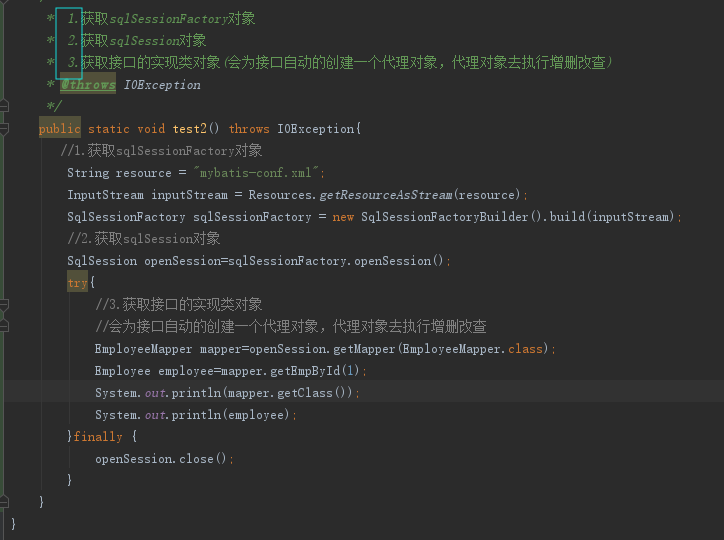 * 1.获取sqlSessionFactory对象
* 2.获取sqlSession对象
* 3.获取接口的实现类对象(会为接口自动的创建一个代理对象，代理对象去执行增删改查)
* @throws IOException
*/
public static void test2() throws IOException{
//1.获取sqlSessionFactory对象
String resource = "mybatis-conf.xml";
InputStream inputStream = Resources.getResourceAsStream(resource);
SqlSessionFactory sqlSessionFactory = new SqlSessionFactoryBuilder().build(inputStream);
//2.获取sqlSession对象
SqlSession openSession=sqlSessionFactory.openSession();
try{
//3.获取接口的实现类对象
//会为接口自动的创建一个代理对象，代理对象去执行增删改查
EmployeeMapper mapper=openSession.getMapper(EmployeeMapper.class);
Employee employee=mapper.getEmpById(1);
System.out.println(mapper.getClass());
System.out.println(employee);
}finally {
openSession.close();
}
}
}